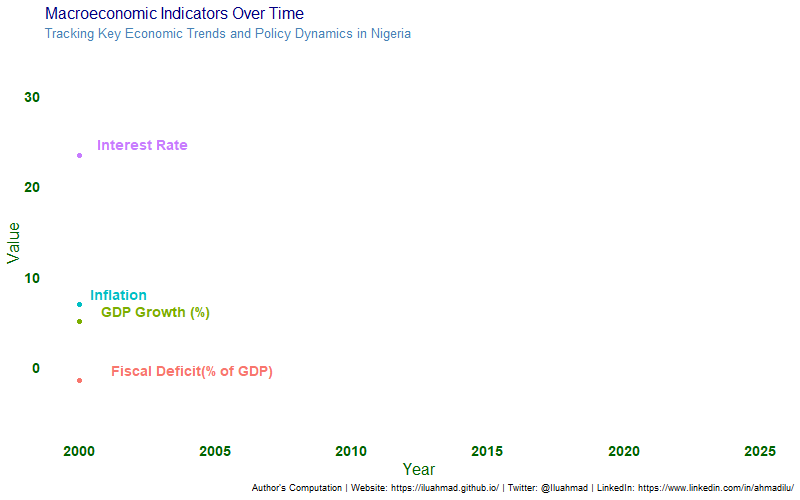 Macroeconomic Indicators Over Time
Tracking Key Economic Trends and Policy Dynamics in Nigeria
30
Interest Rate
20
Value
10
Inflation
GDP Growth (%)
0
Fiscal Deficit(% of GDP)
2000 2005 2010 2015 2020 2025
Year
Author's Computation | Website: https://iluahmad.github.io/ | Twitter: @Iluahmad | LinkedIn: https://www.linkedin.com/in/ahmadilu/